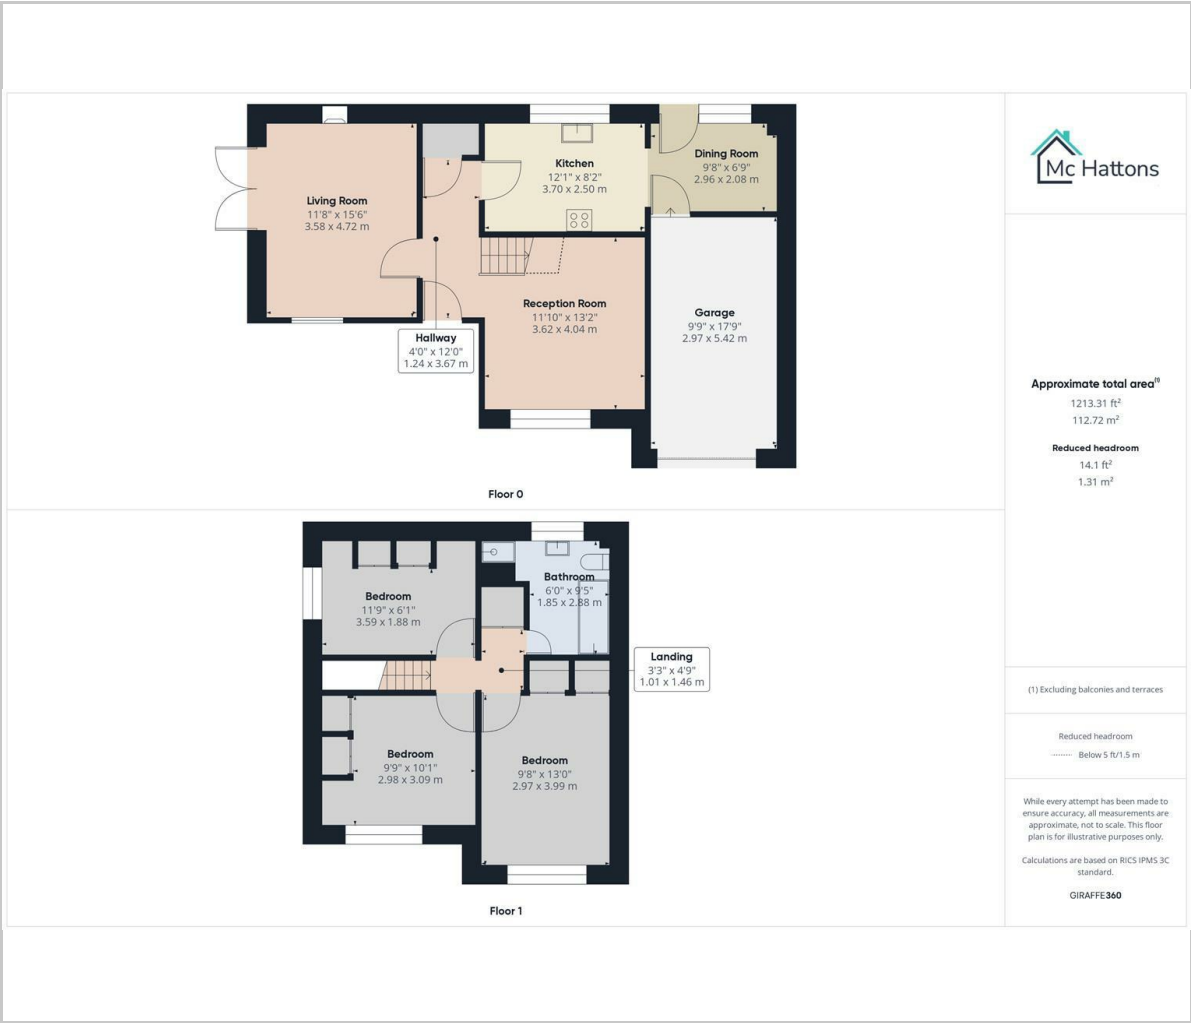 Living Room
11'8" x 15'6"
3.58 x 4.72 m
Kitchen
12'1" x 8'2"
3.70 x 2.50 m
Dining Room
9'8" x 6'9"
2.96 x 2.08 m
Reception Room
11'10" x 13'2"
3.62 x 4.04 m
Garage
9'9" x 17'9"
2.97 x 5.42 m
Hallway
4'0" x 12'0"
1.24 x 3.67 m
Floor 0
Bedroom
11'9" x 6'1"
3.59 x 1.88 m
Bathroom
6'0" x 9'5"
1.85 x 2.88 m
Landing
3'3" x 4'9"
1.01 x 1.46 m
Bedroom
9'9" x 10'1"
2.98 x 3.09 m
Bedroom
9'8" x 13'0"
2.97 x 3.99 m
Floor 1
Mc Hattons
Approximate total area⁽¹⁾
1213.31 ft²
112.72 m²
Reduced headroom
14.1 ft²
1.31 m²
(1) Excluding balconies and terraces
Reduced headroom
Below 5 ft/1.5 m
While every attempt has been made to
ensure accuracy, all measurements are
approximate, not to scale. This floor
plan is for illustrative purposes only.
Calculations are based on RICS IPMS 3C
standard.
GIRAFFE360